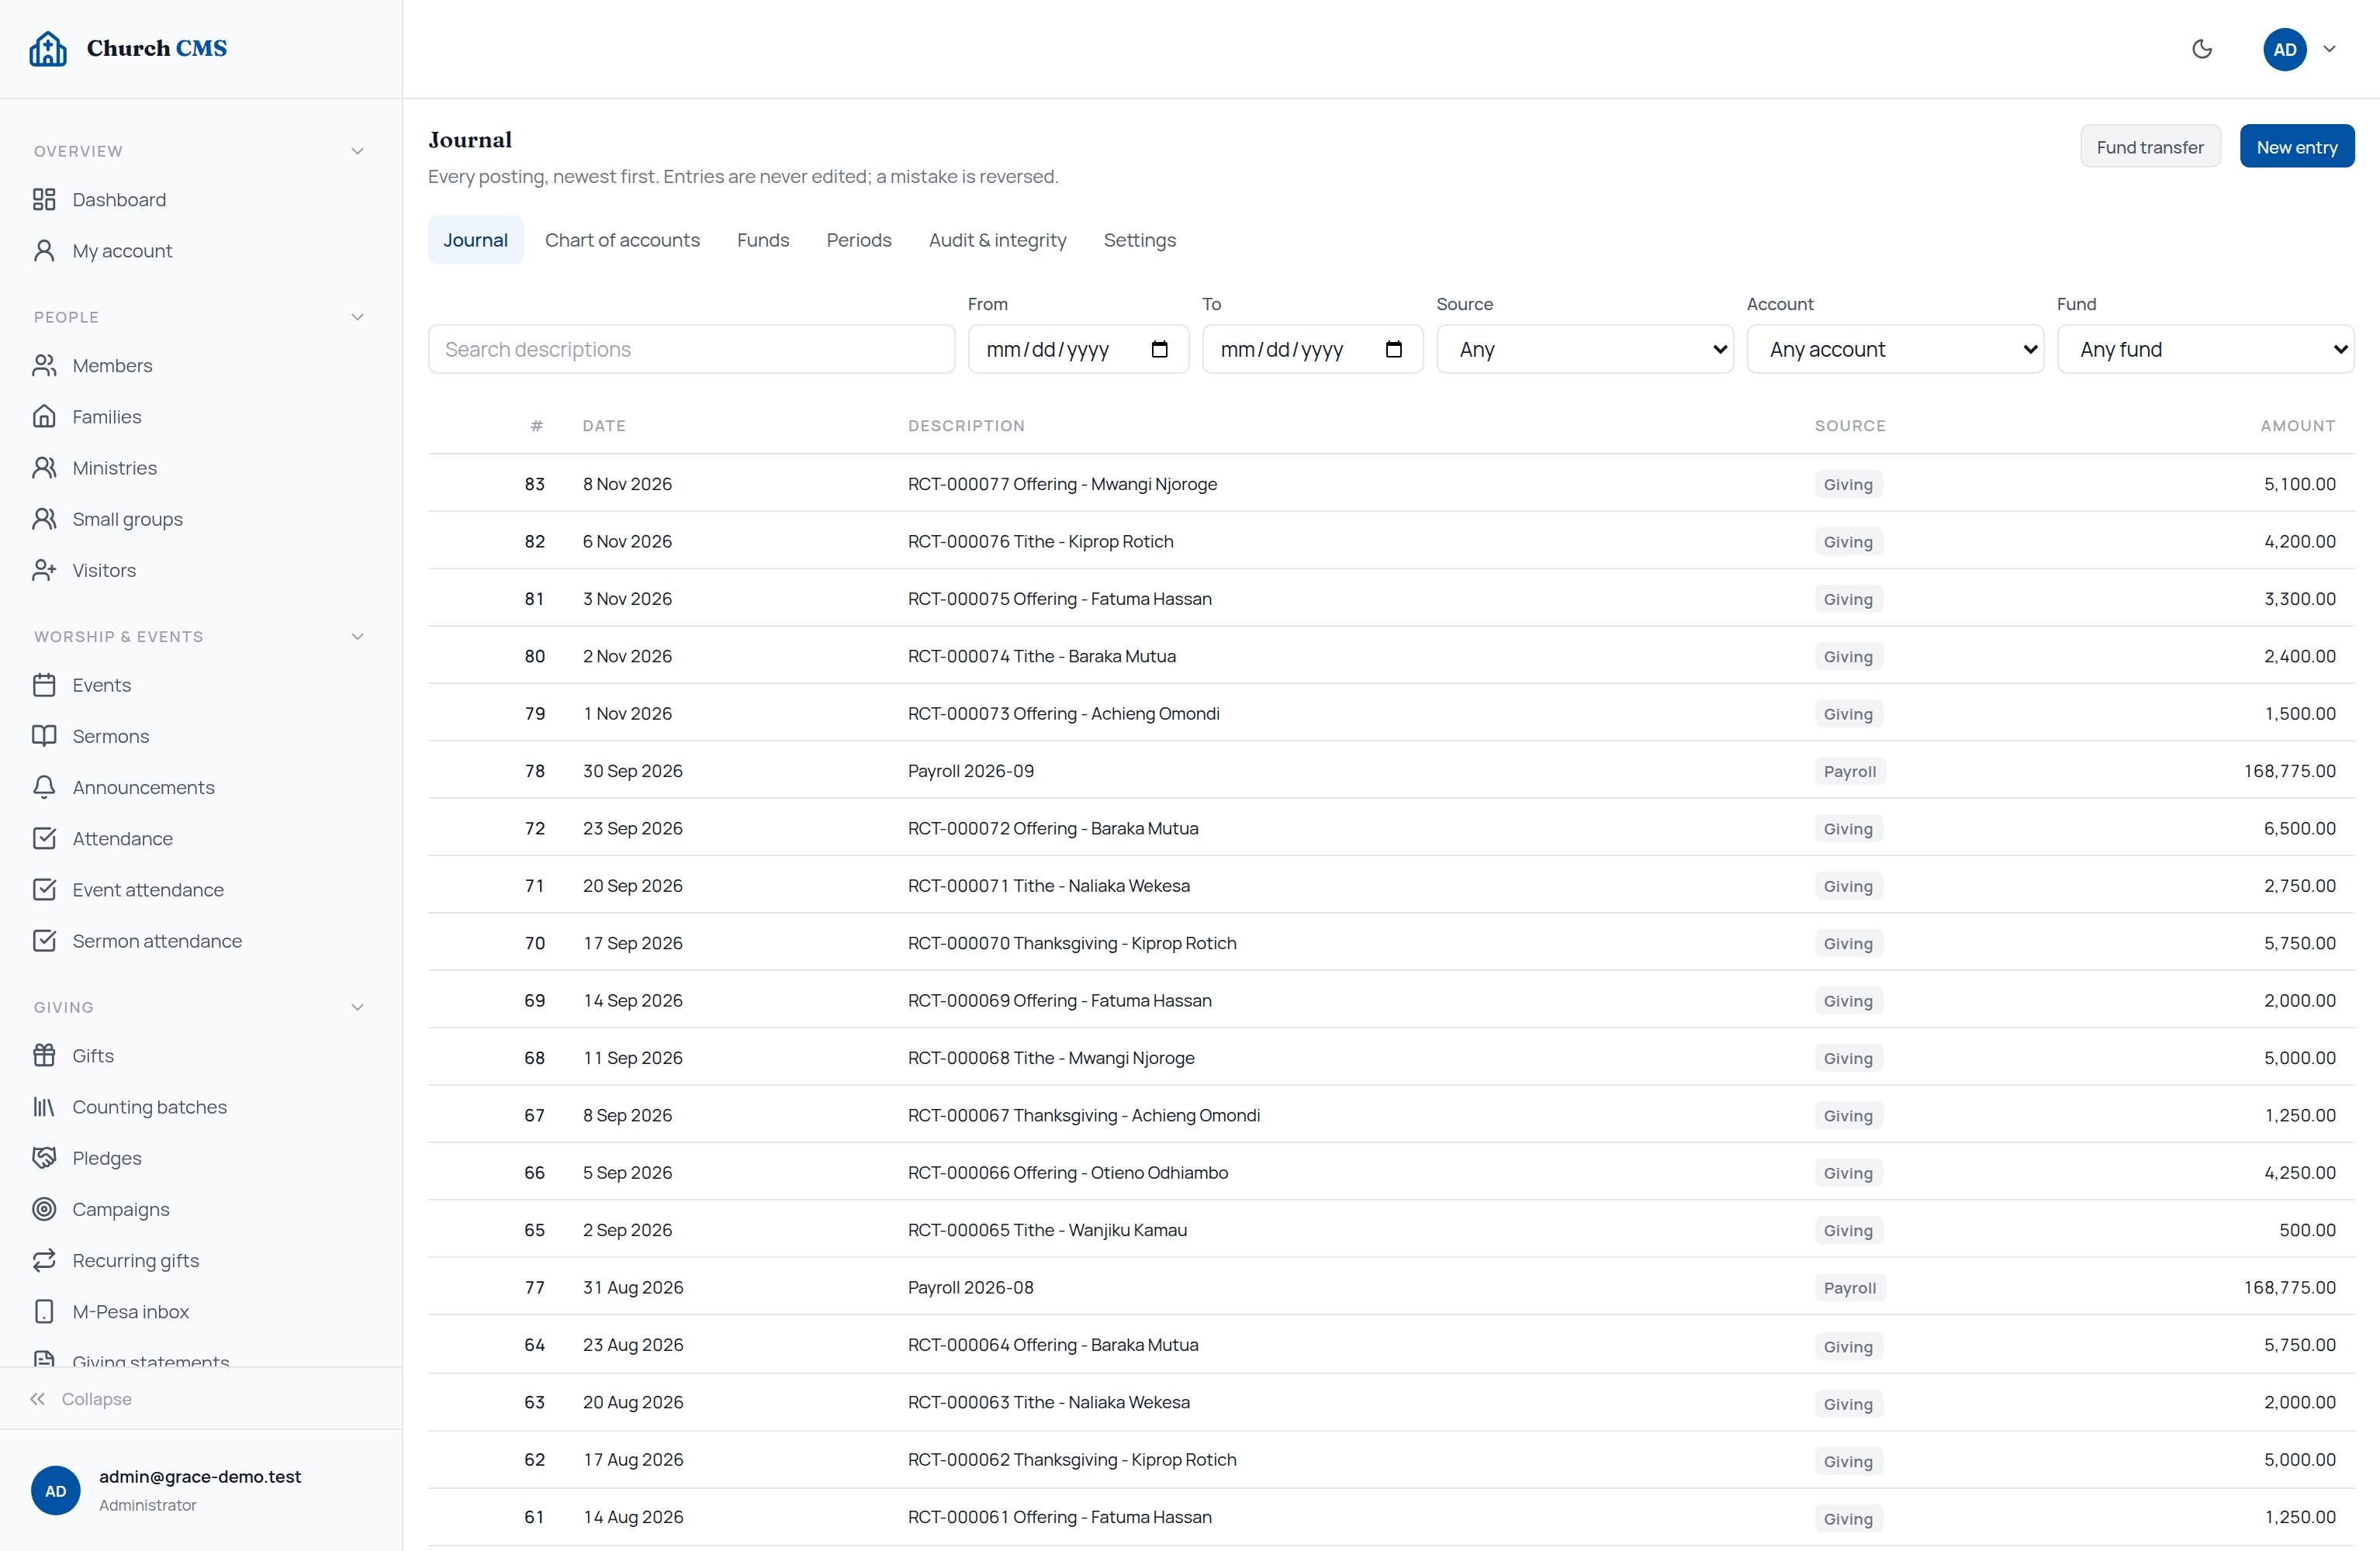 Church CMS
AD
OVERVIEW
Dashboard
My account
PEOPLE
Members
Families
Ministries
Small groups
Visitors
WORSHIP & EVENTS
Events
Sermons
Announcements
Attendance
Event attendance
Sermon attendance
GIVING
Gifts
Counting batches
Pledges
Campaigns
Recurring gifts
M-Pesa inbox
Giving statements
Collapse
AD
admin@grace-demo.test
Administrator
Journal
Every posting, newest first. Entries are never edited; a mistake is reversed.
Fund transfer
New entry
Journal Chart of accounts Funds Periods Audit & integrity Settings
From To Source Account Fund
Search descriptions mm/dd/yyyy mm/dd/yyyy Any Any account Any fund
# DATE DESCRIPTION SOURCE AMOUNT
83 8 Nov 2026 RCT-000077 Offering - Mwangi Njoroge Giving 5,100.00
82 6 Nov 2026 RCT-000076 Tithe - Kiprop Rotich Giving 4,200.00
81 3 Nov 2026 RCT-000075 Offering - Fatuma Hassan Giving 3,300.00
80 2 Nov 2026 RCT-000074 Tithe - Baraka Mutua Giving 2,400.00
79 1 Nov 2026 RCT-000073 Offering - Achieng Omondi Giving 1,500.00
78 30 Sep 2026 Payroll 2026-09 Payroll 168,775.00
72 23 Sep 2026 RCT-000072 Offering - Baraka Mutua Giving 6,500.00
71 20 Sep 2026 RCT-000071 Tithe - Naliaka Wekesa Giving 2,750.00
70 17 Sep 2026 RCT-000070 Thanksgiving - Kiprop Rotich Giving 5,750.00
69 14 Sep 2026 RCT-000069 Offering - Fatuma Hassan Giving 2,000.00
68 11 Sep 2026 RCT-000068 Tithe - Mwangi Njoroge Giving 5,000.00
67 8 Sep 2026 RCT-000067 Thanksgiving - Achieng Omondi Giving 1,250.00
66 5 Sep 2026 RCT-000066 Offering - Otieno Odhiambo Giving 4,250.00
65 2 Sep 2026 RCT-000065 Tithe - Wanjiku Kamau Giving 500.00
77 31 Aug 2026 Payroll 2026-08 Payroll 168,775.00
64 23 Aug 2026 RCT-000064 Offering - Baraka Mutua Giving 5,750.00
63 20 Aug 2026 RCT-000063 Tithe - Naliaka Wekesa Giving 2,000.00
62 17 Aug 2026 RCT-000062 Thanksgiving - Kiprop Rotich Giving 5,000.00
61 14 Aug 2026 RCT-000061 Offering - Fatuma Hassan Giving 1,250.00